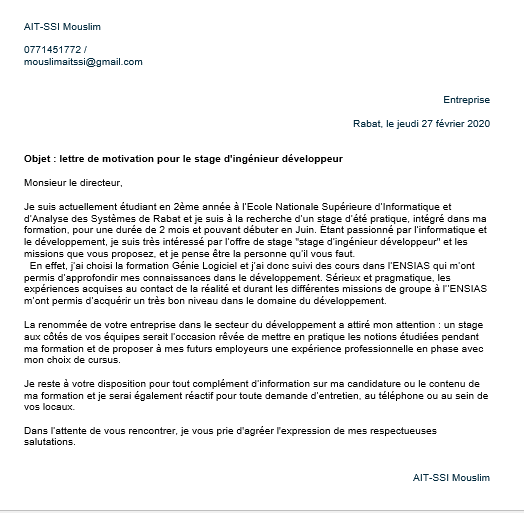 AIT-SSI Mouslim
0771451772 /
mouslimaitssi@gmail.com
Entreprise
Rabat, le jeudi 27 février 2020
Objet : lettre de motivation pour le stage d'ingénieur développeur
Monsieur le directeur,
Je suis actuellement étudiant en 2ème année à l'Ecole Nationale Supérieure d'Informatique et
d'Analyse des Systèmes de Rabat et je suis à la recherche d'un stage d'été pratique, intégré dans ma
formation, pour une durée de 2 mois et pouvant débuter en Juin. Étant passionné par l'informatique et
le développement, je suis très intéressé par l'offre de stage "stage d'ingénieur développeur" et les
missions que vous proposez, et je pense être la personne qu'il vous faut.
En effet, j'ai choisi la formation Génie Logiciel et j'ai donc suivi des cours dans l'ENSIAS qui m'ont
permis d'approfondir mes connaissances dans le développement. Sérieux et pragmatique, les
expériences acquises au contact de la réalité et durant les différentes missions de groupe à l''ENSIAS
m'ont permis d'acquérir un très bon niveau dans le domaine du développement.
La renommée de votre entreprise dans le secteur du développement a attiré mon attention : un stage
aux côtés de vos équipes serait l'occasion rêvée de mettre en pratique les notions étudiées pendant
ma formation et de proposer à mes futurs employeurs une expérience professionnelle en phase avec
mon choix de cursus.
Je reste à votre disposition pour tout complément d'information sur ma candidature ou le contenu de
ma formation et je serai également réactif pour toute demande d'entretien, au téléphone ou au sein de
vos locaux.
Dans l'attente de vous rencontrer, je vous prie d'agréer l'expression de mes respectueuses
salutations.
AIT-SSI Mouslim